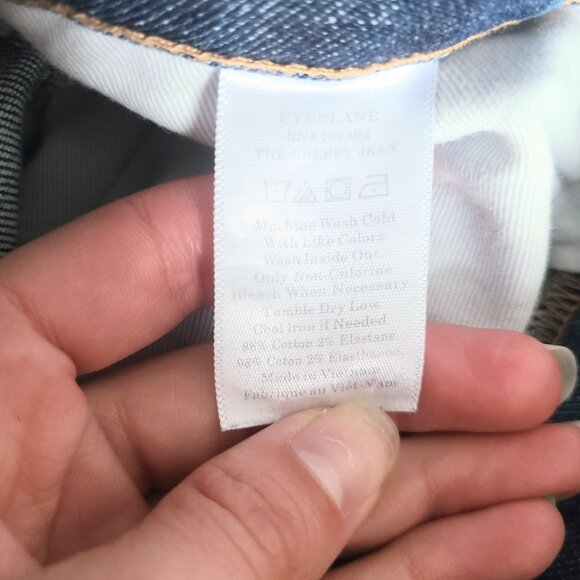 EVERLANE
THE CHEEKY JEAN
Machine Wash Cold
With Like Colors
Wash Inside Out.
Only Non-Chlorine
Bleach When Necessary
Tumble Dry Low
Cool Iron if Needed.
98% Cotton 2% Elastane
98% Coton 2% Elasthanne
Made in Vietnam
Fabrique au Viet-Nam